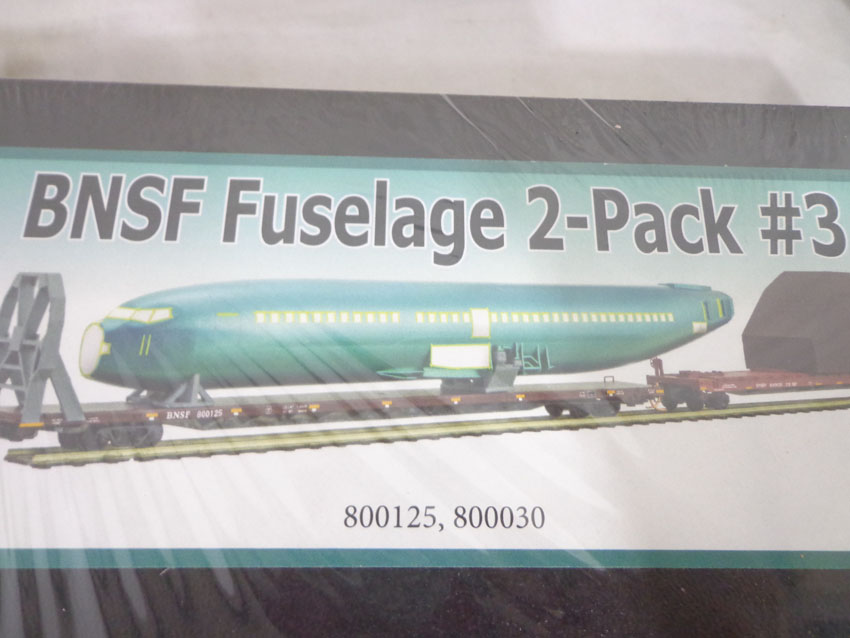 BNSF Fuselage 2-Pack #3
BNSF 800125
800125, 800030